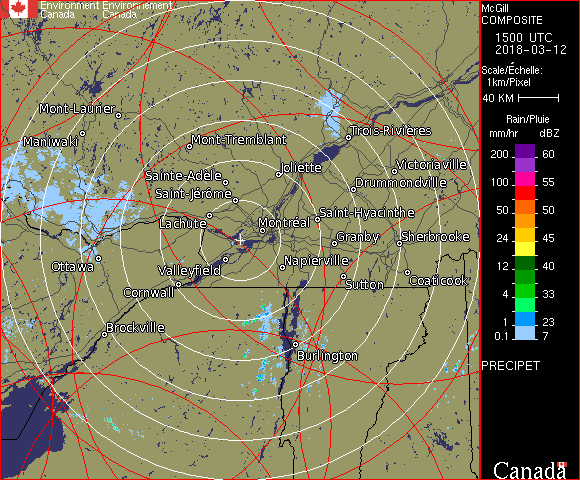 Environment Environnement
Canada Canada
McGill
COMPOSITE
1500 UTC
2018-03-12
Scale/Échelle:
1km/Pixel
40 KM
Rain/Pluie
mm/hr dBZ
200 60
150 57
100 55
50 50
24 45
12 40
4 33
1 23
0.1 7
PRECIPET
Canada
Mont-Laurier
Maniwaki
Mont-Tremblant
Trois-Rivières
Joliette
Victoriaville
Sainte-Adèle
Drummondville
Saint-Jérôme
Lachute
Montréal
Saint-Hyacinthe
Granby
Sherbrooke
Ottawa
Valleyfield
Napierville
Coaticook
Cornwall
Sutton
Brockville
Burlington